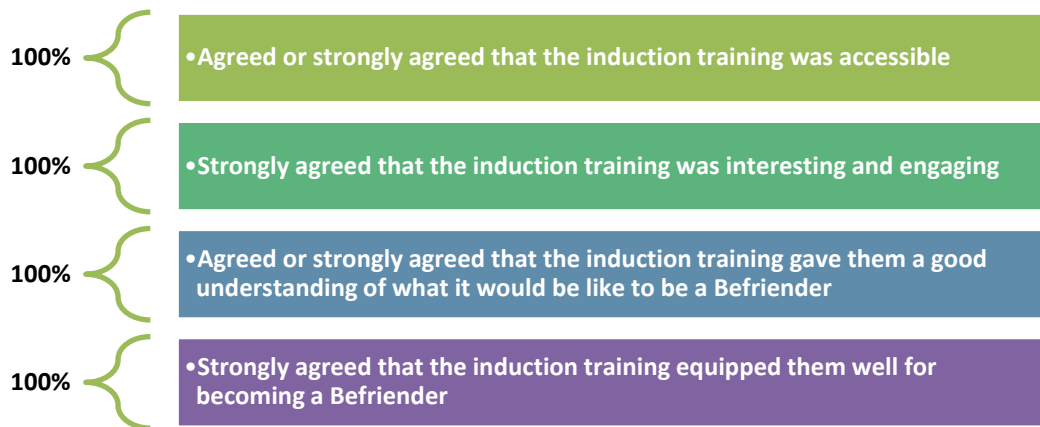 100%
•Agreed or strongly agreed that the induction training was accessible
100%
•Strongly agreed that the induction training was interesting and engaging
100%
•Agreed or strongly agreed that the induction training gave them a good
understanding of what it would be like to be a Befriender
100%
•Strongly agreed that the induction training equipped them well for
becoming a Befriender